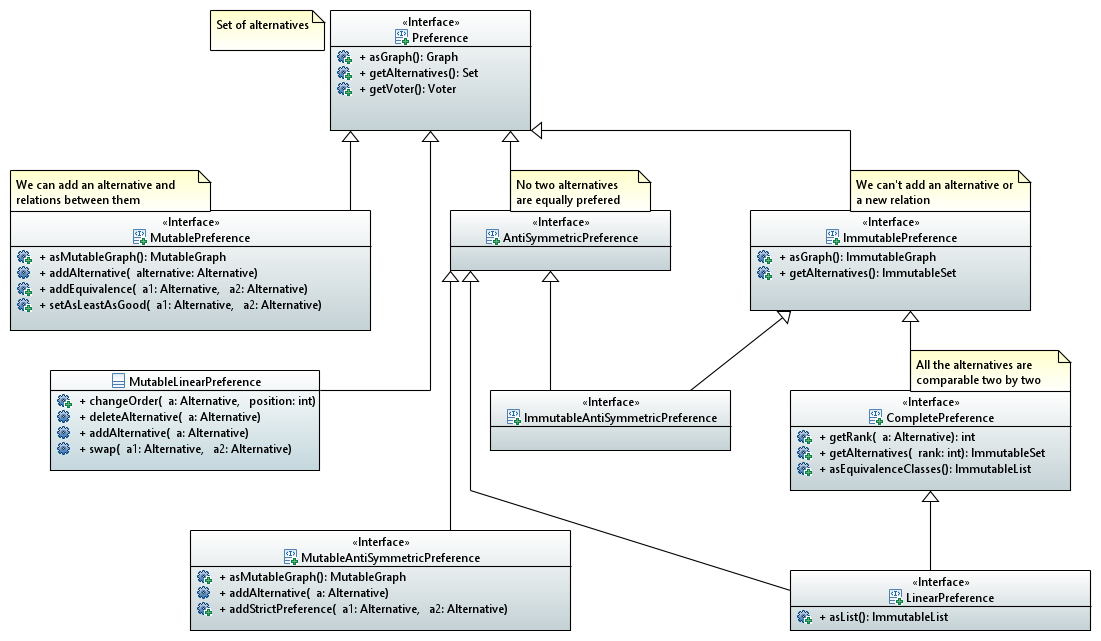 Set of alternatives
«Interface»
Preference
+ asGraph(): Graph
+ getAlternatives(): Set
+ getVoter(): Voter
We can add an alternative and
relations between them
«Interface»
MutablePreference
+ asMutableGraph(): MutableGraph
+ addAlternative( alternative: Alternative)
+ addEquivalence( a1: Alternative, a2: Alternative)
+ setAsLeastAsGood( a1: Alternative, a2: Alternative)
No two alternatives
are equally prefered
«Interface»
AntiSymmetricPreference
We can't add an alternative or
a new relation
«Interface»
ImmutablePreference
+ asGraph(): ImmutableGraph
+ getAlternatives(): ImmutableSet
MutableLinearPreference
+ changeOrder( a: Alternative, position: int)
+ deleteAlternative( a: Alternative)
+ addAlternative( a: Alternative)
+ swap( a1: Alternative, a2: Alternative)
«Interface»
ImmutableAntiSymmetricPreference
All the alternatives are
comparable two by two
«Interface»
CompletePreference
+ getRank( a: Alternative): int
+ getAlternatives( rank: int): ImmutableSet
+ asEquivalenceClasses(): ImmutableList
«Interface»
MutableAntiSymmetricPreference
+ asMutableGraph(): MutableGraph
+ addAlternative( a: Alternative)
+ addStrictPreference( a1: Alternative, a2: Alternative)
«Interface»
LinearPreference
+ asList(): ImmutableList